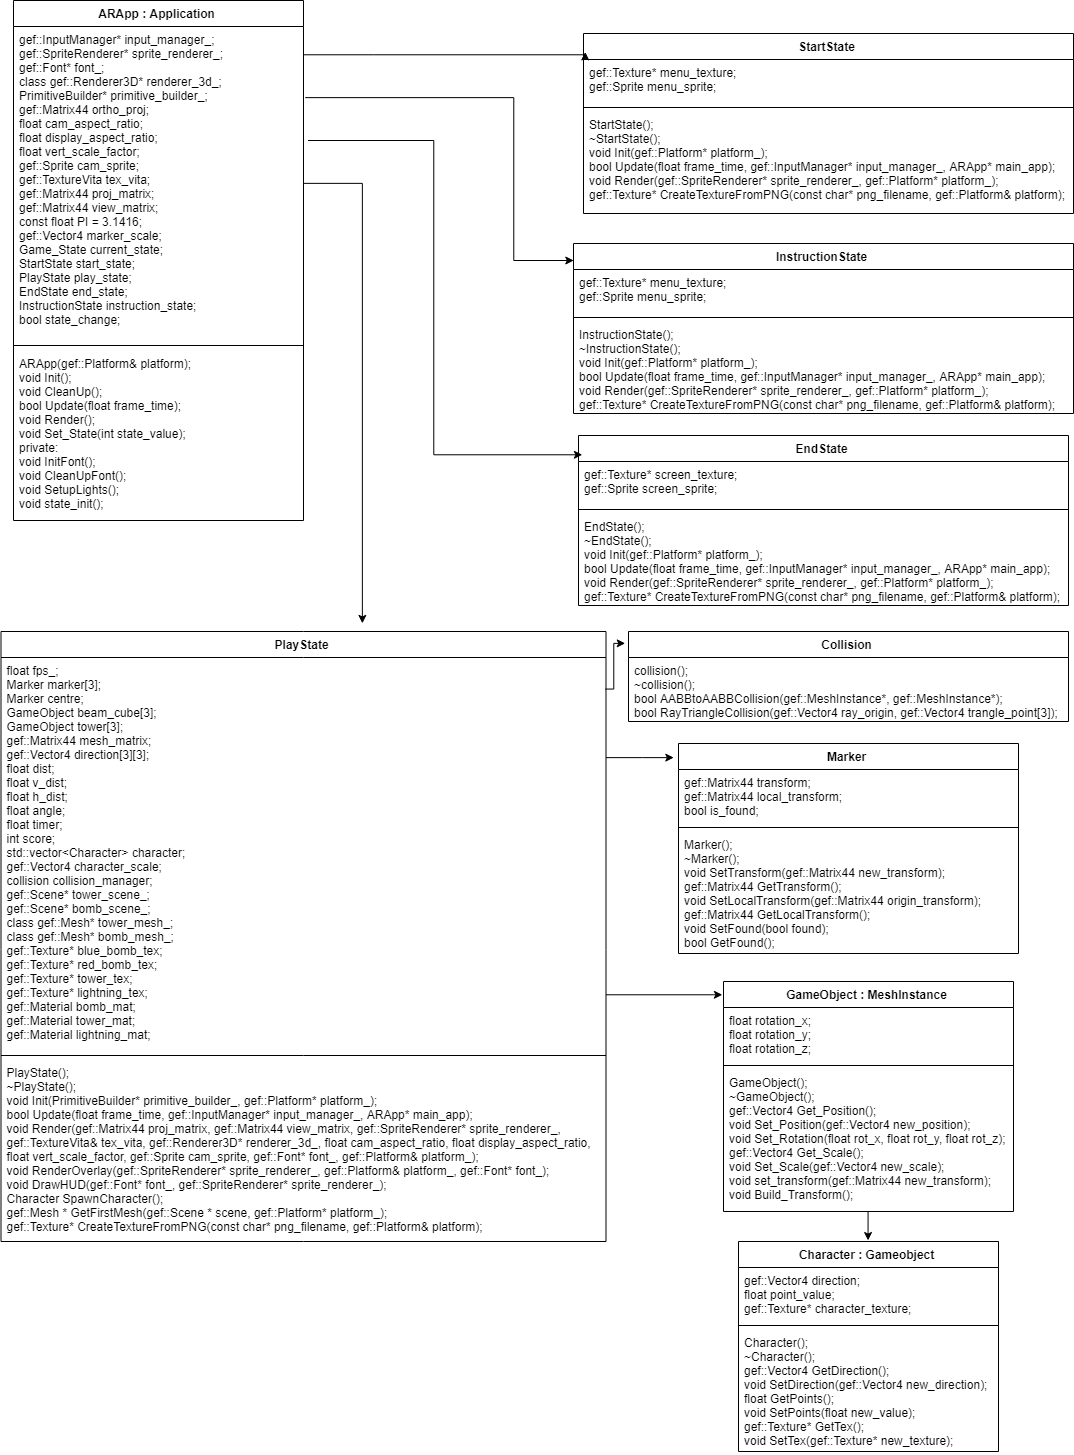 ARApp : Application
gef::InputManager* input_manager_;
gef::SpriteRenderer* sprite_renderer_;
gef::Font* font_;
class gef::Renderer3D* renderer_3d_;
PrimitiveBuilder* primitive_builder_;
gef::Matrix44 ortho_proj;
float cam_aspect_ratio;
float display_aspect_ratio;
float vert_scale_factor;
gef::Sprite cam_sprite;
gef::TextureVita tex_vita;
gef::Matrix44 proj_matrix;
gef::Matrix44 view_matrix;
const float PI = 3.1416;
gef::Vector4 marker_scale;
Game_State current_state;
StartState start_state;
PlayState play_state;
EndState end_state;
InstructionState instruction_state;
bool state_change;
ARApp(gef::Platform& platform);
void Init();
void CleanUp();
bool Update(float frame_time);
void Render();
void Set_State(int state_value);
private:
void InitFont();
void CleanUpFont();
void SetupLights();
void state_init();
StartState
gef::Texture* menu_texture;
gef::Sprite menu_sprite;
StartState();
~StartState();
void Init(gef::Platform* platform_);
bool Update(float frame_time, gef::InputManager* input_manager_, ARApp* main_app);
void Render(gef::SpriteRenderer* sprite_renderer_, gef::Platform* platform_);
gef::Texture* CreateTextureFromPNG(const char* png_filename, gef::Platform& platform);
InstructionState
gef::Texture* menu_texture;
gef::Sprite menu_sprite;
InstructionState();
~InstructionState();
void Init(gef::Platform* platform_);
bool Update(float frame_time, gef::InputManager* input_manager_, ARApp* main_app);
void Render(gef::SpriteRenderer* sprite_renderer_, gef::Platform* platform_);
gef::Texture* CreateTextureFromPNG(const char* png_filename, gef::Platform& platform);
EndState
gef::Texture* screen_texture;
gef::Sprite screen_sprite;
EndState();
~EndState();
void Init(gef::Platform* platform_);
bool Update(float frame_time, gef::InputManager* input_manager_, ARApp* main_app);
void Render(gef::SpriteRenderer* sprite_renderer_, gef::Platform* platform_);
gef::Texture* CreateTextureFromPNG(const char* png_filename, gef::Platform& platform);
PlayState
float fps_;
Marker marker[3];
Marker centre;
GameObject beam_cube[3];
GameObject tower[3];
gef::Matrix44 mesh_matrix;
gef::Vector4 direction[3][3];
float dist;
float v_dist;
float h_dist;
float angle;
float timer;
int score;
std::vector<Character> character;
gef::Vector4 character_scale;
collision collision_manager;
gef::Scene* tower_scene_;
gef::Scene* bomb_scene_;
class gef::Mesh* tower_mesh_;
class gef::Mesh* bomb_mesh_;
gef::Texture* blue_bomb_tex;
gef::Texture* red_bomb_tex;
gef::Texture* tower_tex;
gef::Texture* lightning_tex;
gef::Material bomb_mat;
gef::Material tower_mat;
gef::Material lightning_mat;
PlayState();
~PlayState();
void Init(PrimitiveBuilder* primitive_builder_, gef::Platform* platform_);
bool Update(float frame_time, gef::InputManager* input_manager_, ARApp* main_app);
void Render(gef::Matrix44 proj_matrix, gef::Matrix44 view_matrix, gef::SpriteRenderer* sprite_renderer_,
gef::TextureVita& tex_vita, gef::Renderer3D* renderer_3d_, float cam_aspect_ratio, float display_aspect_ratio,
float vert_scale_factor, gef::Sprite cam_sprite, gef::Font* font_, gef::Platform& platform_);
void RenderOverlay(gef::SpriteRenderer* sprite_renderer_, gef::Platform& platform_, gef::Font* font_);
void DrawHUD(gef::Font* font_, gef::SpriteRenderer* sprite_renderer_);
Character SpawnCharacter();
gef::Mesh * GetFirstMesh(gef::Scene * scene, gef::Platform* platform_);
gef::Texture* CreateTextureFromPNG(const char* png_filename, gef::Platform& platform);
Collision
collision();
~collision();
bool AABBtoAABBCollision(gef::MeshInstance*, gef::MeshInstance*);
bool RayTriangleCollision(gef::Vector4 ray_origin, gef::Vector4 trangle_point[3]);
Marker
gef::Matrix44 transform;
gef::Matrix44 local_transform;
bool is_found;
Marker();
~Marker();
void SetTransform(gef::Matrix44 new_transform);
gef::Matrix44 GetTransform();
void SetLocalTransform(gef::Matrix44 origin_transform);
gef::Matrix44 GetLocalTransform();
void SetFound(bool found);
bool GetFound();
GameObject : MeshInstance
float rotation_x;
float rotation_y;
float rotation_z;
GameObject();
~GameObject();
gef::Vector4 Get_Position();
void Set_Position(gef::Vector4 new_position);
void Set_Rotation(float rot_x, float rot_y, float rot_z);
gef::Vector4 Get_Scale();
void Set_Scale(gef::Vector4 new_scale);
void set_transform(gef::Matrix44 new_transform);
void Build_Transform();
Character : Gameobject
gef::Vector4 direction;
float point_value;
gef::Texture* character_texture;
Character();
~Character();
gef::Vector4 GetDirection();
void SetDirection(gef::Vector4 new_direction);
float GetPoints();
void SetPoints(float new_value);
gef::Texture* GetTex();
void SetTex(gef::Texture* new_texture);